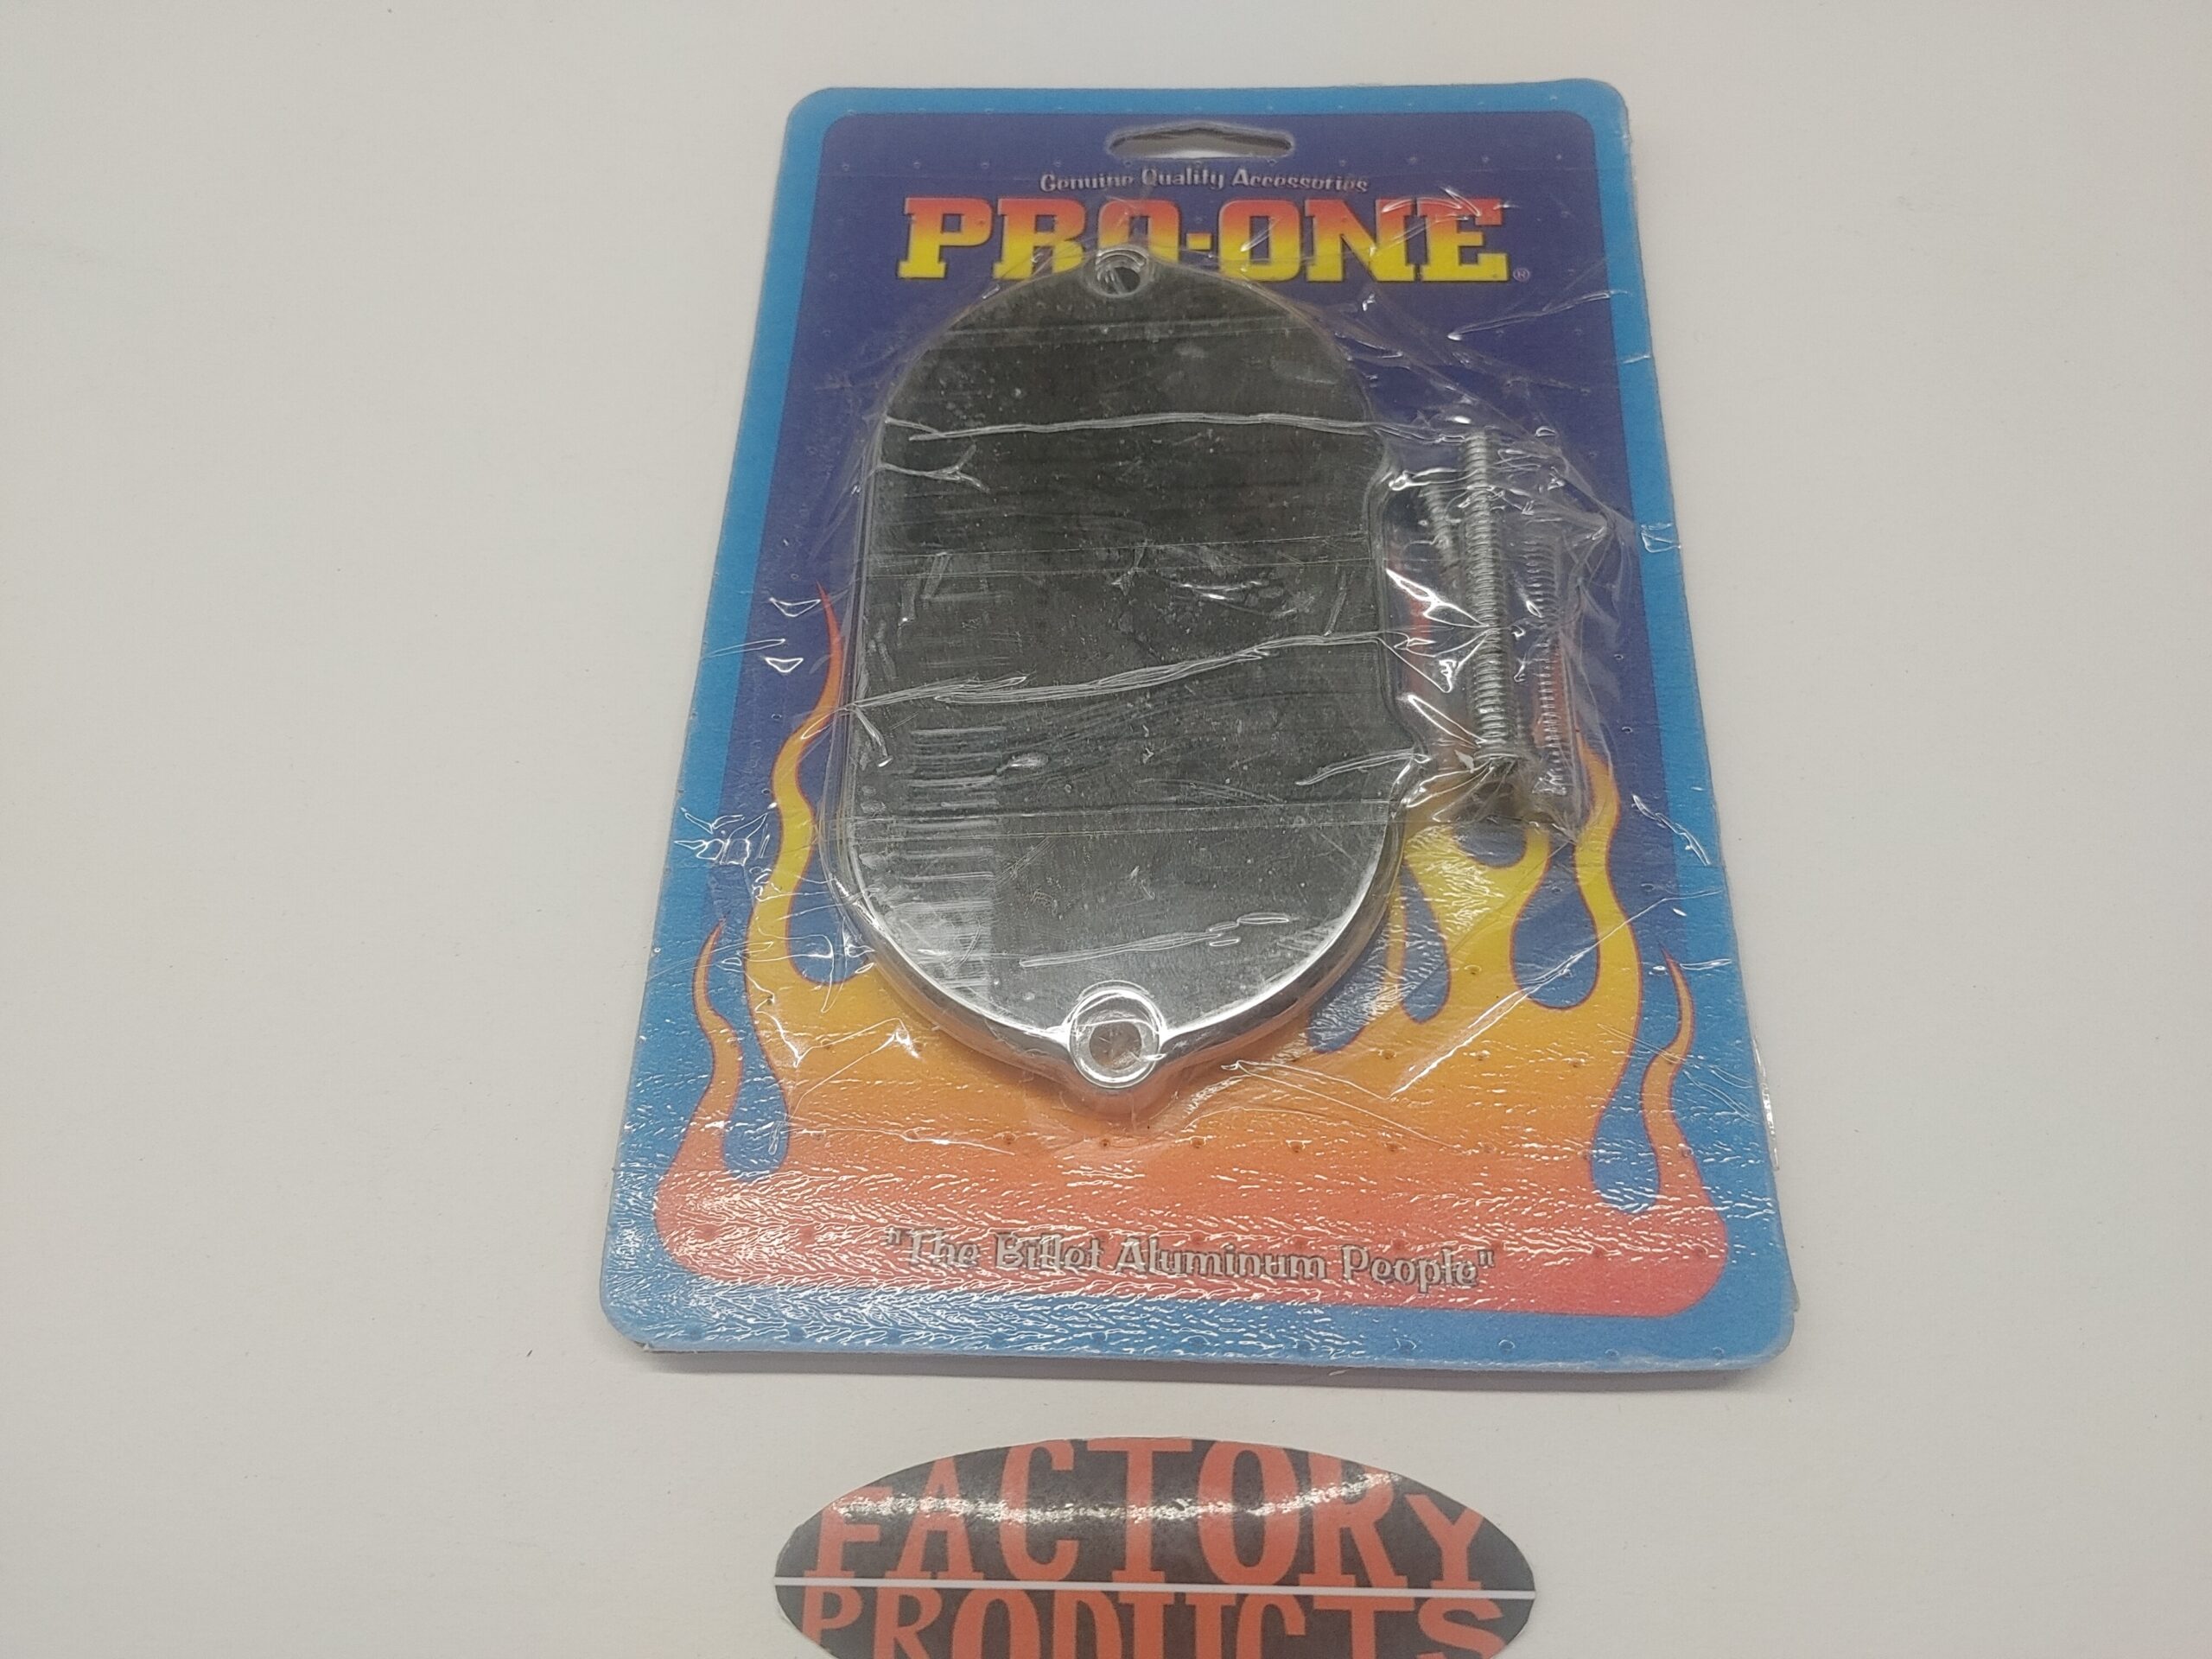 Genuine Quality Accessories
PRO-ONE®
"The Billet Aluminum People"
FACTORY
PRODUCTS